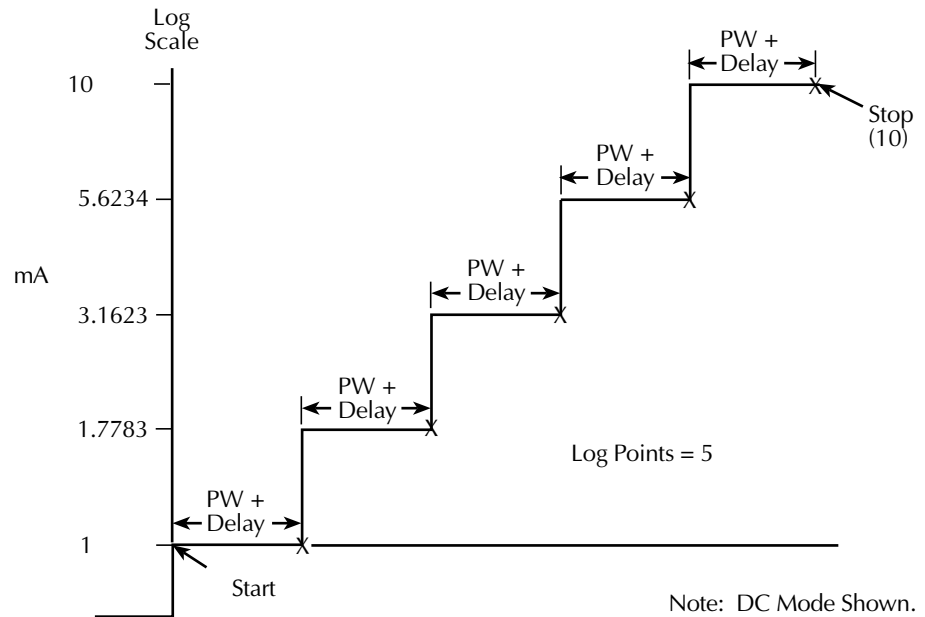 Log
Scale
PW +
Delay
10
Stop
(10)
PW +
Delay
5.6234
PW +
Delay
mA
3.1623
PW +
Delay
1.7783
Log Points = 5
PW +
Delay
1
Start
Note: DC Mode Shown.